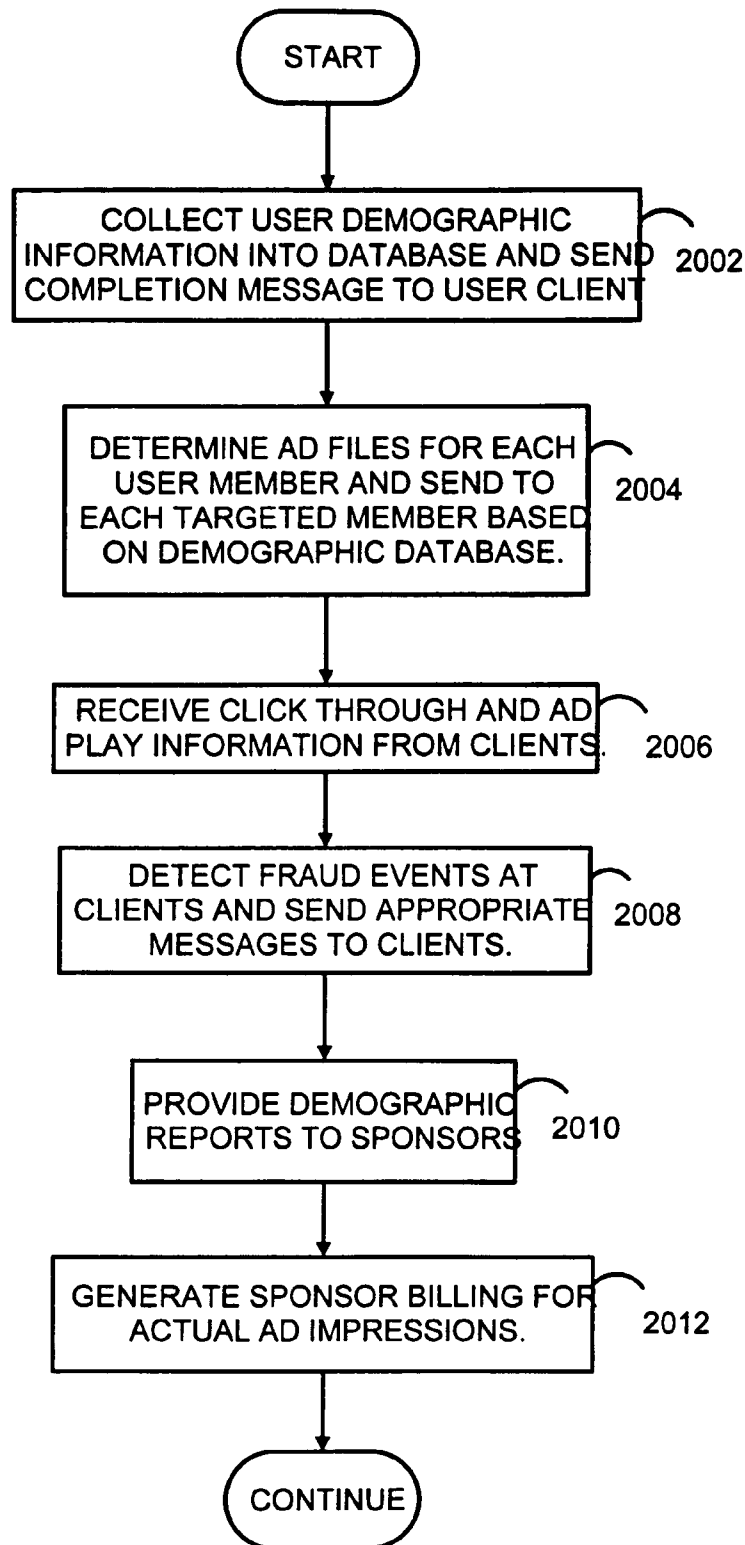 START
COLLECT USER DEMOGRAPHIC
INFORMATION INTO DATABASE AND SEND
COMPLETION MESSAGE TO USER CLIENT
2002
DETERMINE AD FILES FOR EACH
USER MEMBER AND SEND TO
EACH TARGETED MEMBER BASED
ON DEMOGRAPHIC DATABASE.
2004
RECEIVE CLICK THROUGH AND AD
PLAY INFORMATION FROM CLIENTS.
2006
DETECT FRAUD EVENTS AT
CLIENTS AND SEND APPROPRIATE
MESSAGES TO CLIENTS.
2008
PROVIDE DEMOGRAPHIC
REPORTS TO SPONSORS
2010
GENERATE SPONSOR BILLING FOR
ACTUAL AD IMPRESSIONS.
2012
CONTINUE